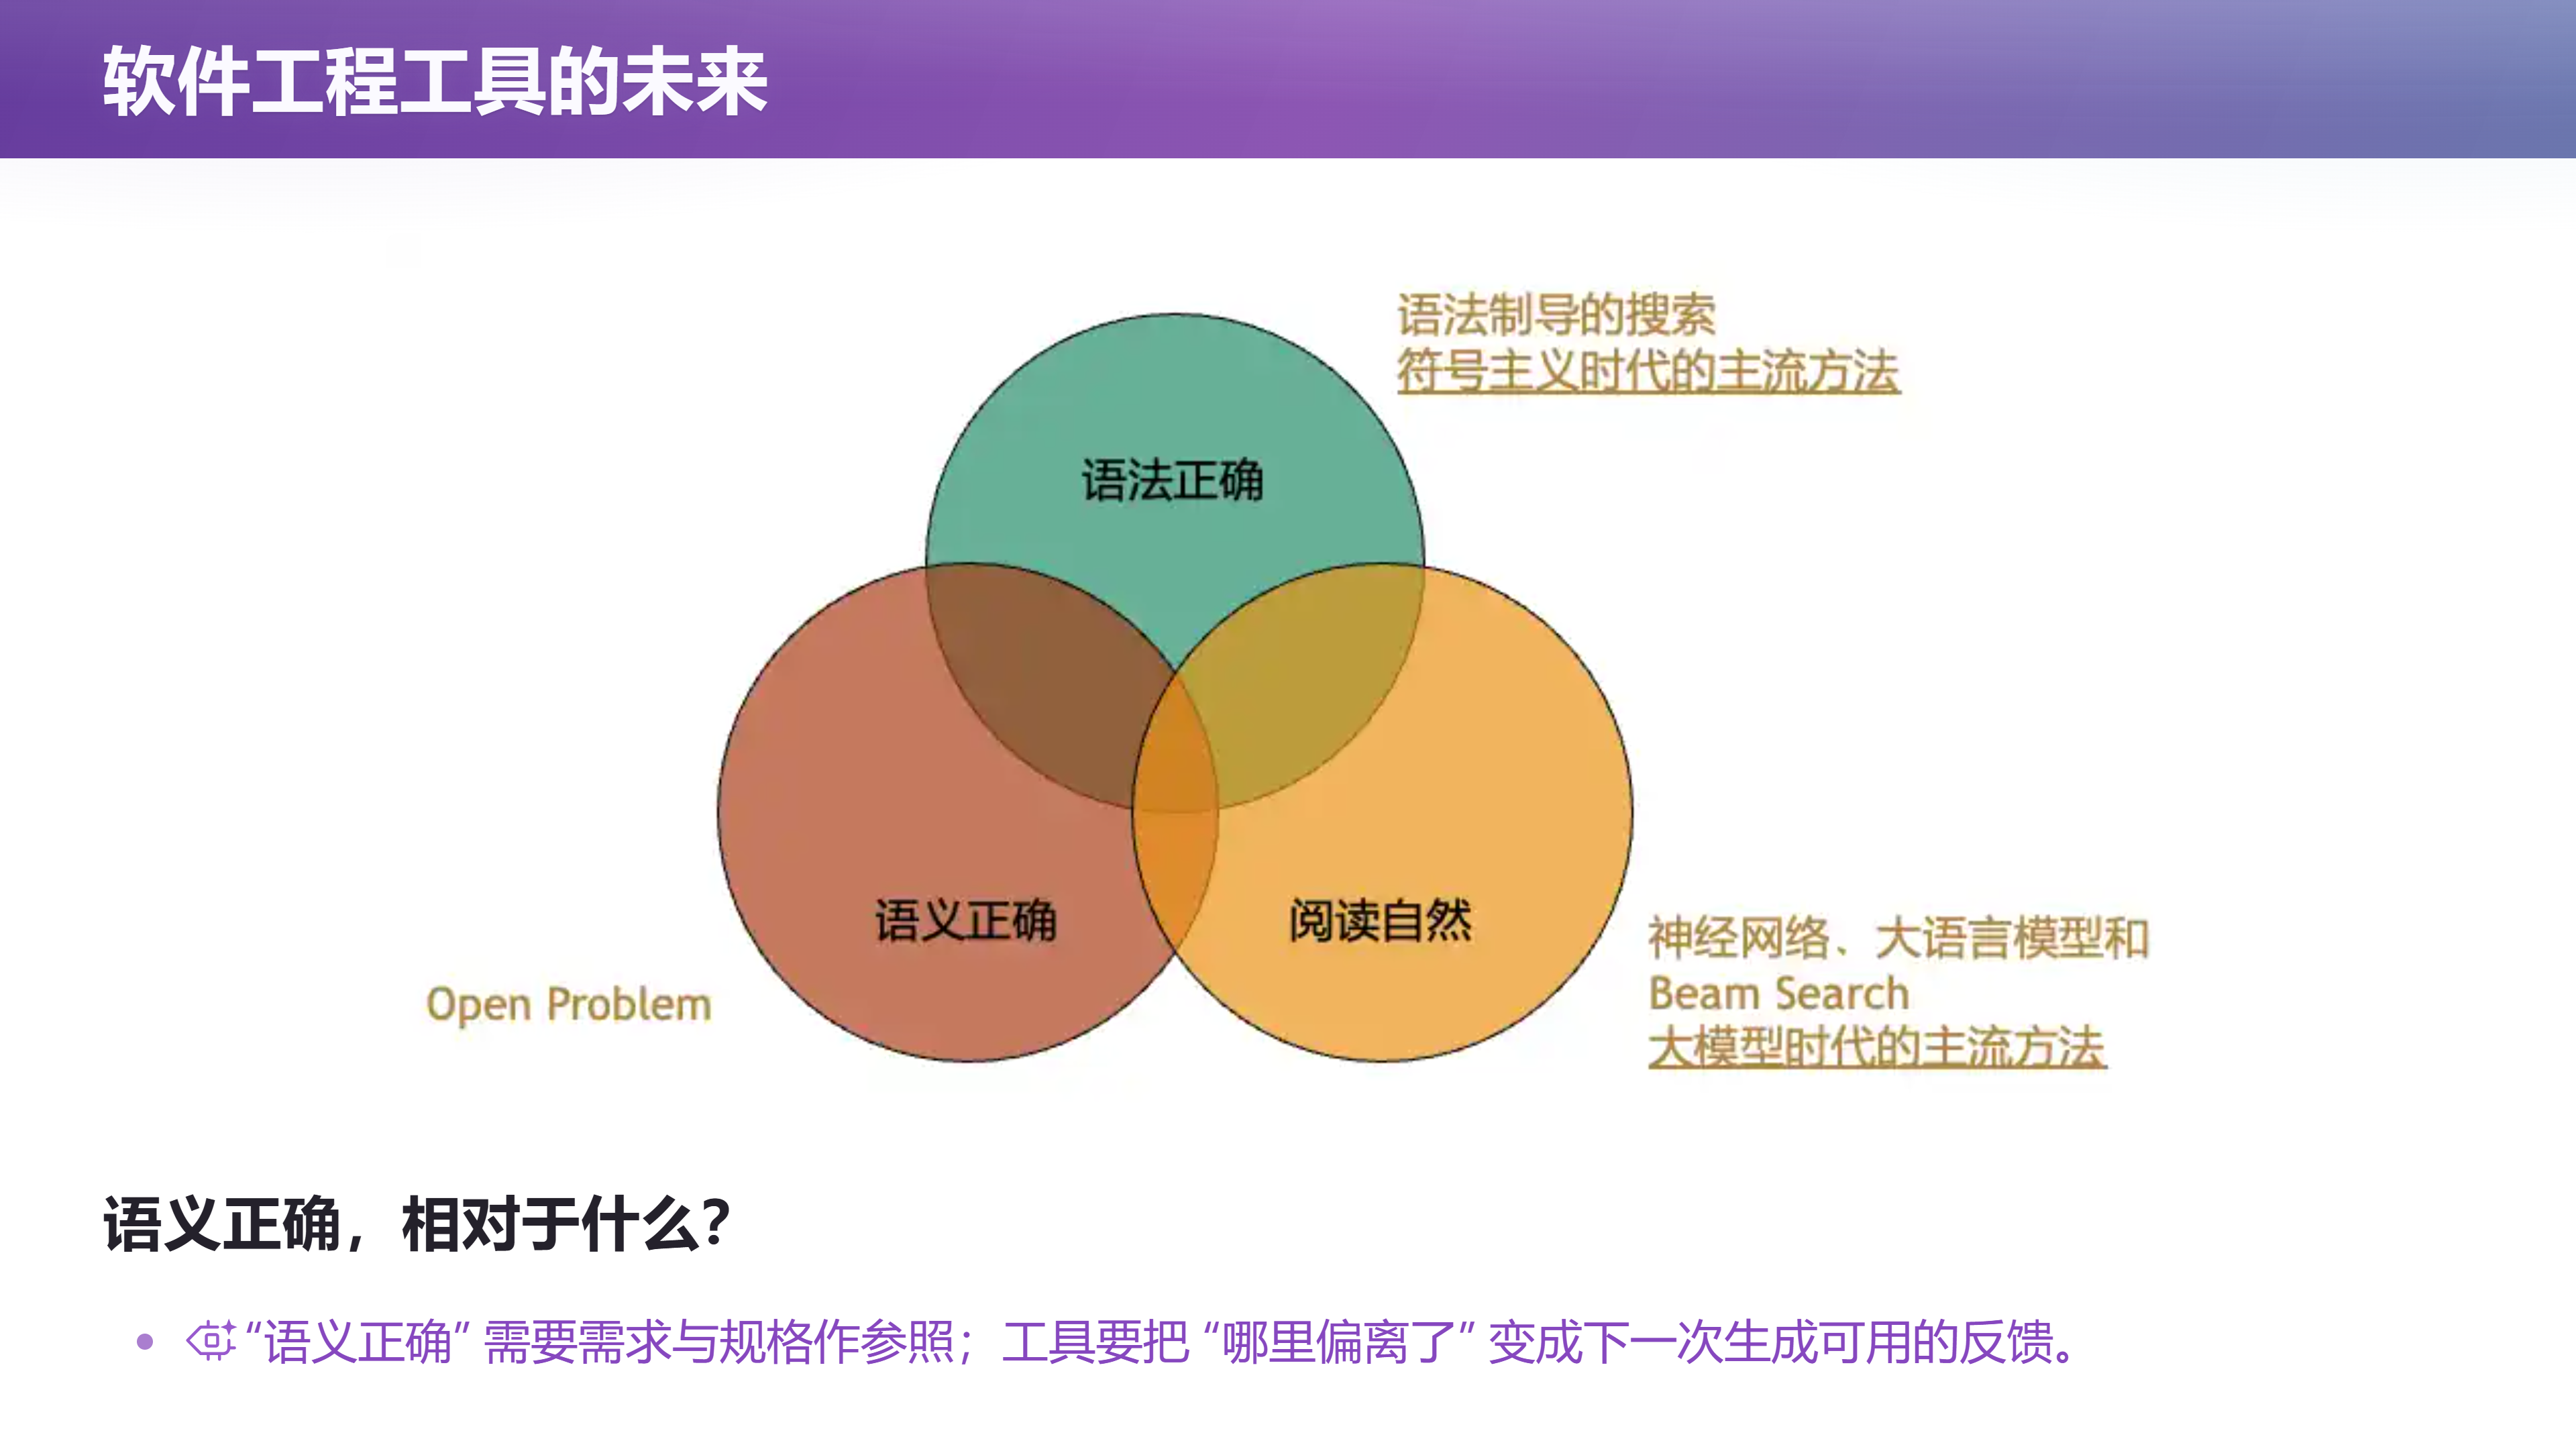 软件工程工具的未来
语法制导的搜索
符号主义时代的主流方法
语法正确
语义正确
阅读自然
Open Problem
神经网络、大语言模型和
Beam Search
大模型时代的主流方法
语义正确，相对于什么？
“语义正确” 需要需求与规格作参照；工具要把 “哪里偏离了” 变成下一次生成可用的反馈。